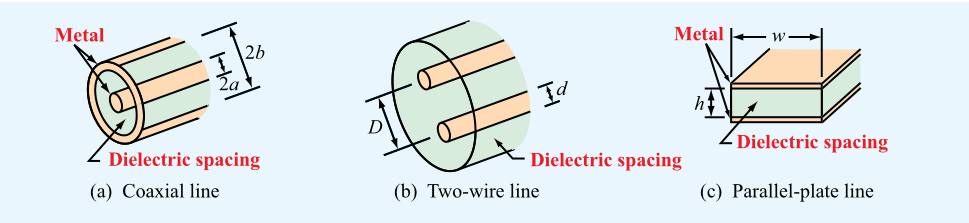 Metal
2b
2a
Dielectric spacing
(a) Coaxial line
D
d
Dielectric spacing
(b) Two-wire line
Metal
w
h
Dielectric spacing
(c) Parallel-plate line